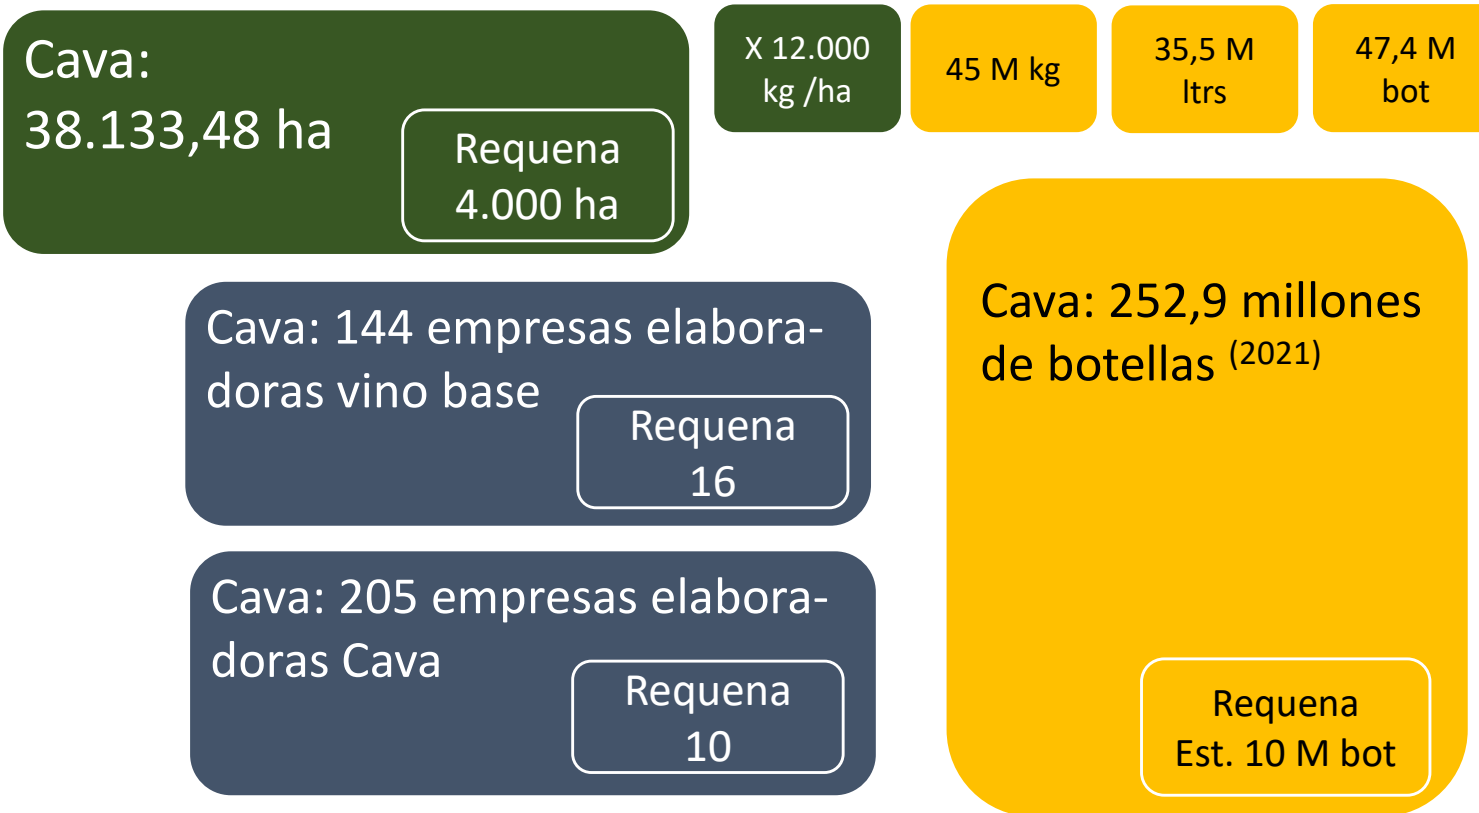 Cava:
38.133,48 ha
Requena
4.000 ha
X 12.000
kg /ha
45 M kg
35,5 M
ltrs
47,4 M
bot
Cava: 144 empresas elabora-
doras vino base
Requena
16
Cava: 205 empresas elabora-
doras Cava
Requena
10
Cava: 252,9 millones
de botellas (2021)
Requena
Est. 10 M bot